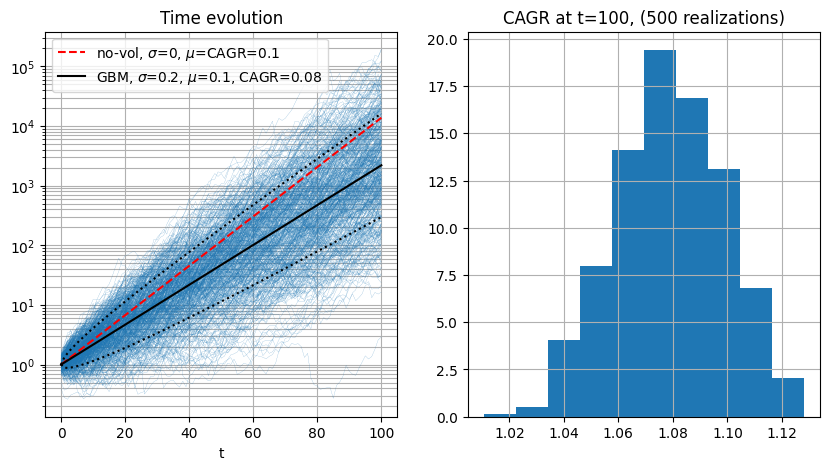 Time evolution
no-vol, σ=0, μ=CAGR=0.1
GBM, σ=0.2, μ=0.1, CAGR=0.08
10⁵
10⁴
10³
10²
10¹
10⁰
0 20 40 60 80 100
t
CAGR at t=100, (500 realizations)
20.0
17.5
15.0
12.5
10.0
7.5
5.0
2.5
0.0
1.02 1.04 1.06 1.08 1.10 1.12